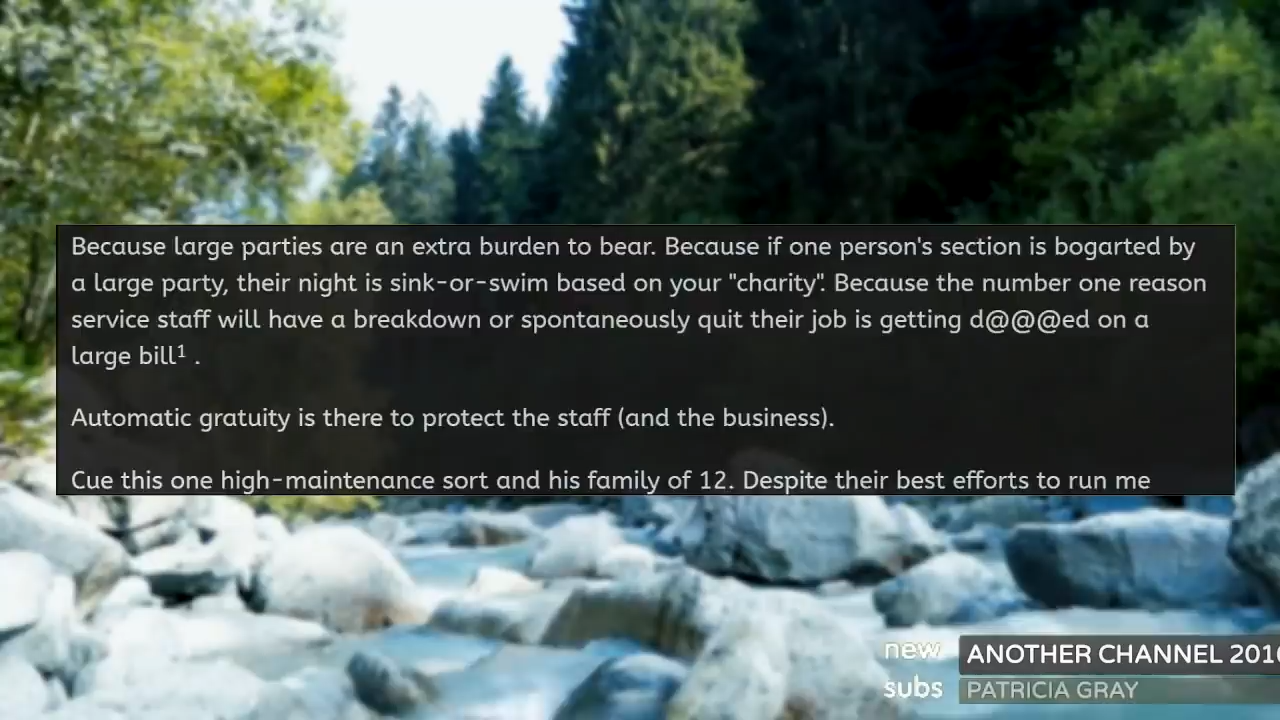 Because large parties are an extra burden to bear. Because if one person's section is bogarted by
a large party, their night is sink-or-swim based on your "charity". Because the number one reason
service staff will have a breakdown or spontaneously quit their job is getting d@@@ed on a
large bill¹ .
Automatic gratuity is there to protect the staff (and the business).
Cue this one high-maintenance sort and his family of 12. Despite their best efforts to run me
new
ANOTHER CHANNEL 201
subs
PATRICIA GRAY